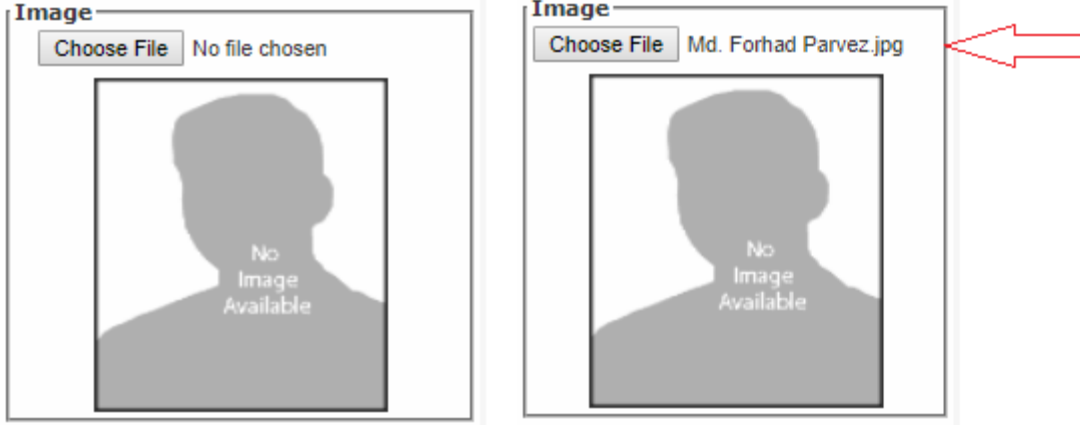 Image
Choose File No file chosen
No
Image
Available
Image
Choose File Md. Forhad Parvez.jpg
No
Image
Available